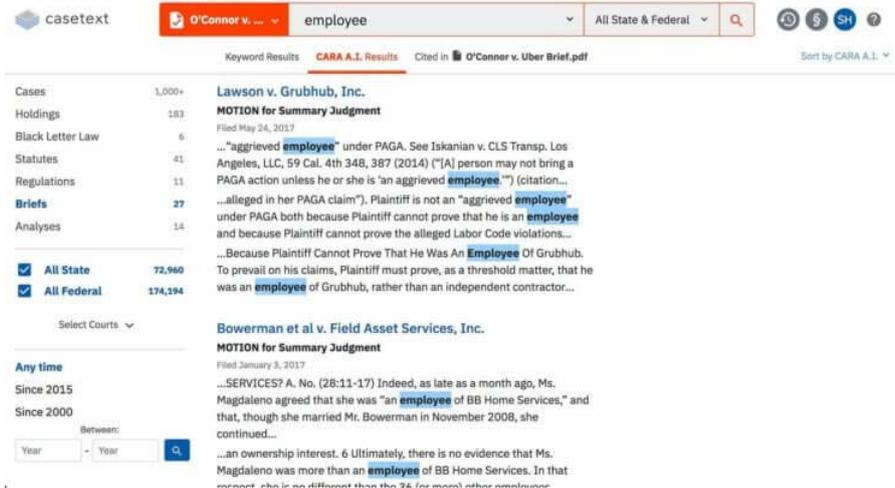 casetext
O'Connor v. ...
employee
All State & Federal
SH
Keyword Results
CARA A.I. Results
Cited in O'Connor v. Uber Brief.pdf
Sort by CARA A.I.
Cases 1,000+
Holdings 183
Black Letter Law 6
Statutes 41
Regulations 11
Briefs 27
Analyses 14
All State 72,960
All Federal 174,194
Select Courts
Any time
Since 2015
Since 2000
Between:
Year - Year
Lawson v. Grubhub, Inc.
MOTION for Summary Judgment
Filed May 24, 2017
..."aggrieved employee" under PAGA. See Iskanian v. CLS Transp. Los
Angeles, LLC, 59 Cal. 4th 348, 387 (2014) ("[A] person may not bring a
PAGA action unless he or she is 'an aggrieved employee.'") (citation...
...alleged in her PAGA claim"). Plaintiff is not an "aggrieved employee"
under PAGA both because Plaintiff cannot prove that he is an employee
and because Plaintiff cannot prove the alleged Labor Code violations...
...Because Plaintiff Cannot Prove That He Was An Employee Of Grubhub.
To prevail on his claims, Plaintiff must prove, as a threshold matter, that he
was an employee of Grubhub, rather than an independent contractor...
Bowerman et al v. Field Asset Services, Inc.
MOTION for Summary Judgment
Filed January 3, 2017
...SERVICES? A. No. (28:11-17) Indeed, as late as a month ago, Ms.
Magdaleno agreed that she was "an employee of BB Home Services," and
that, though she married Mr. Bowerman in November 2008, she
continued...
...an ownership interest. 6 Ultimately, there is no evidence that Ms.
Magdaleno was more than an employee of BB Home Services. In that
respect, she is no different than the 36 (or more) other employees